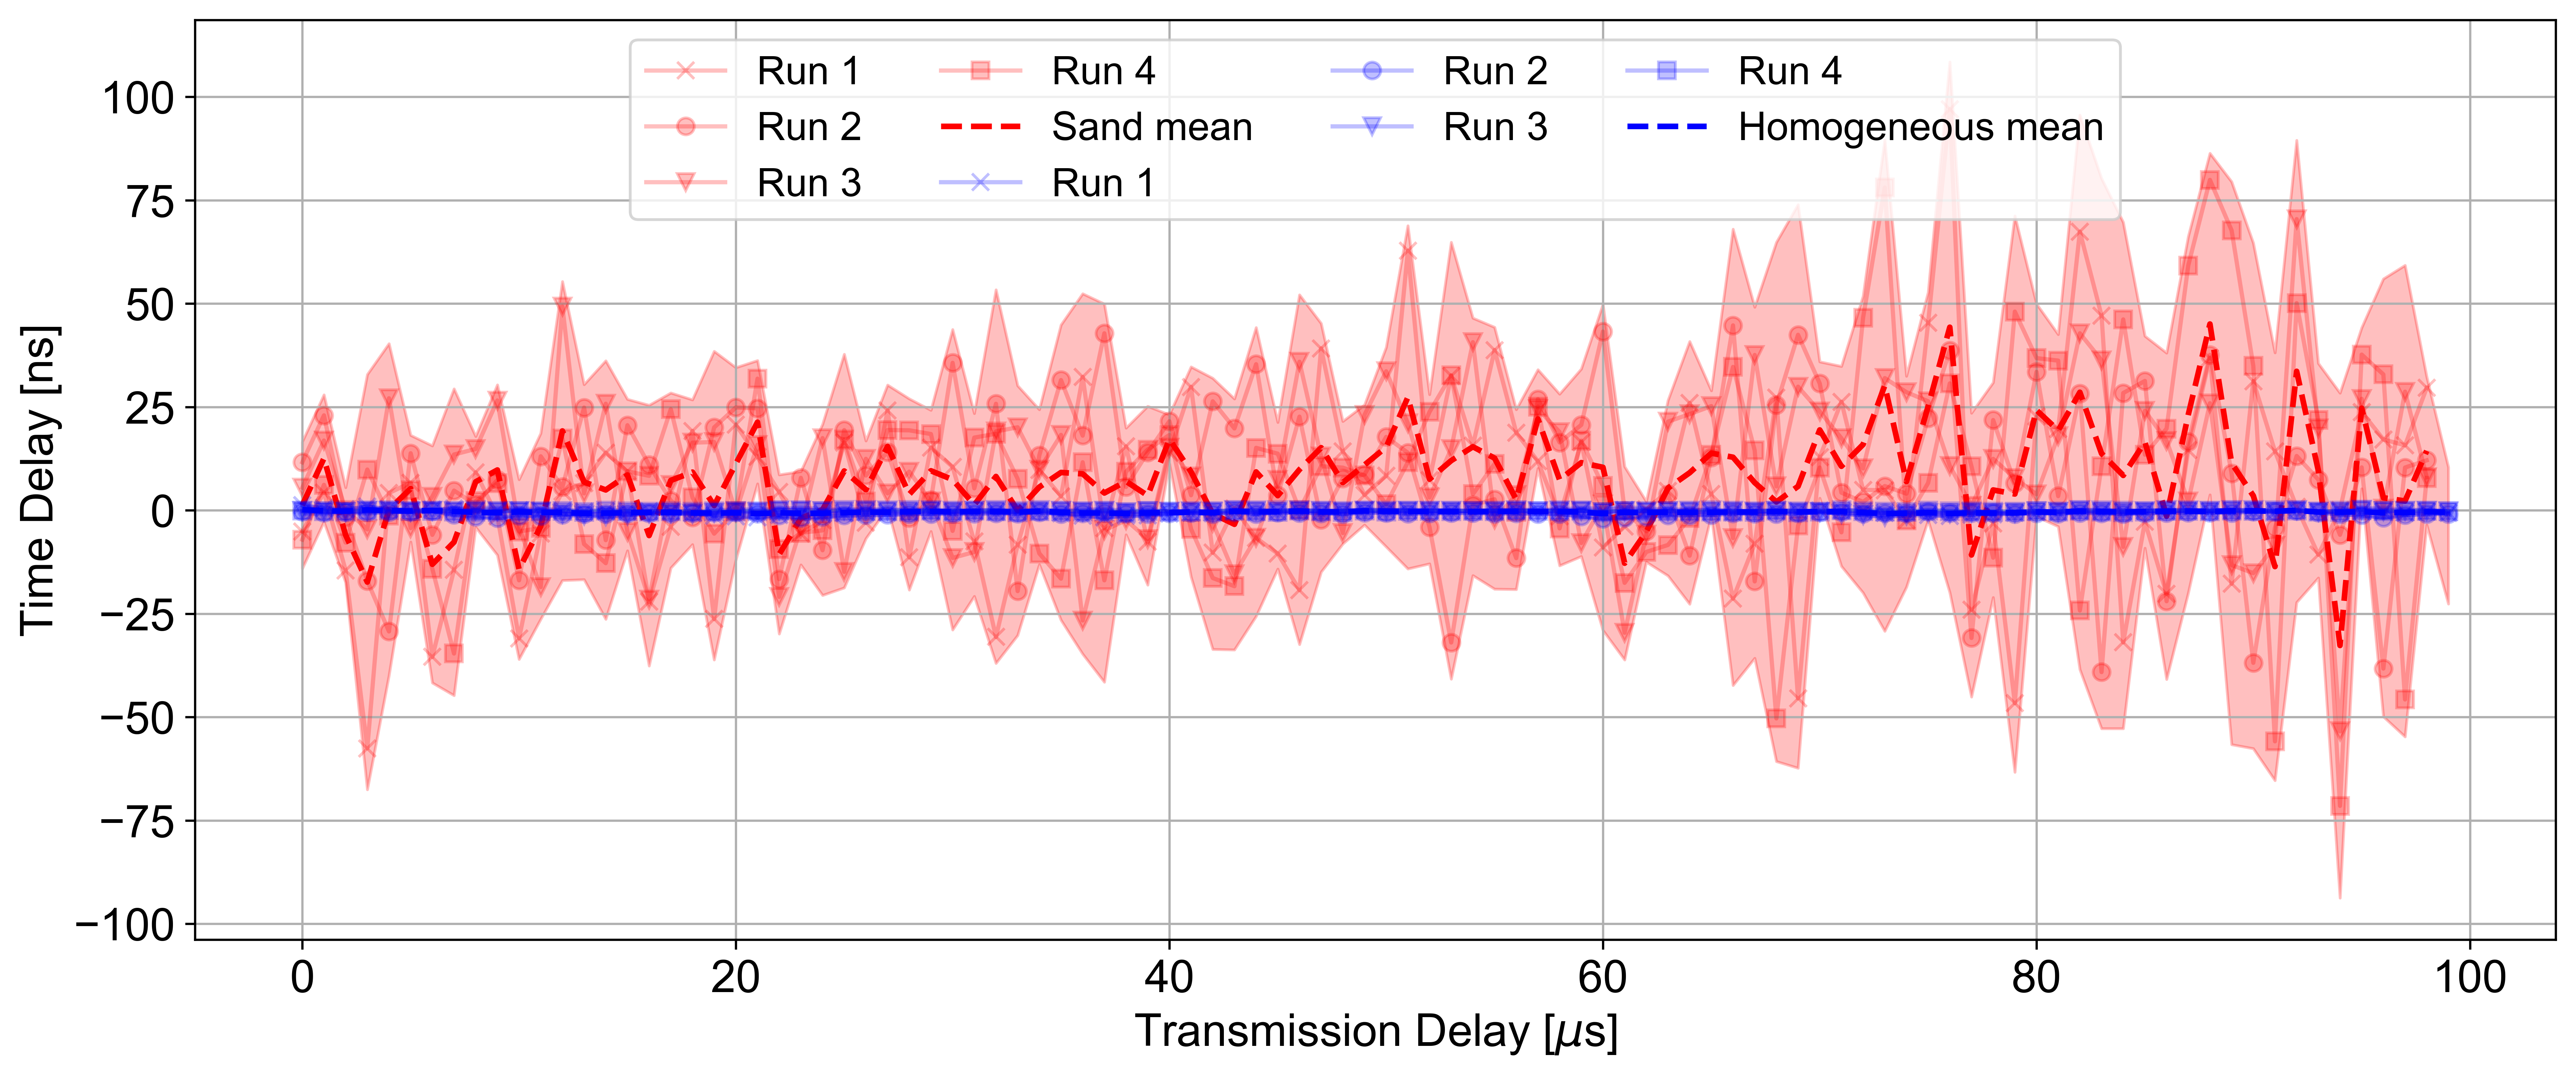 Run 1
Run 2
Run 3
Run 4
Sand mean
Run 1
Run 2
Run 3
Run 4
Homogeneous mean
100
75
50
25
0
−25
−50
−75
−100
Time Delay [ns]
0 20 40 60 80 100
Transmission Delay [μs]